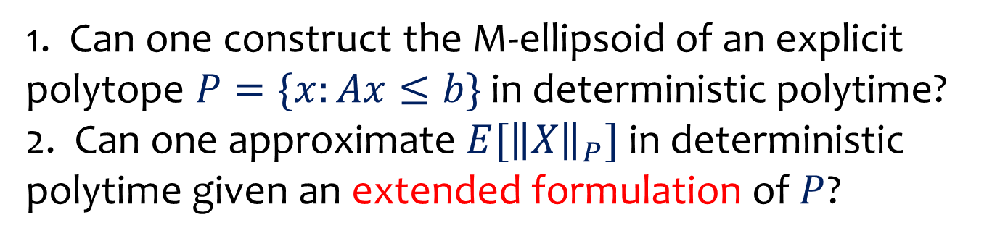 1. Can one construct the M-ellipsoid of an explicit
polytope P = {x: Ax ≤ b} in deterministic polytime?
2. Can one approximate E[‖X‖_P] in deterministic
polytime given an extended formulation of P?